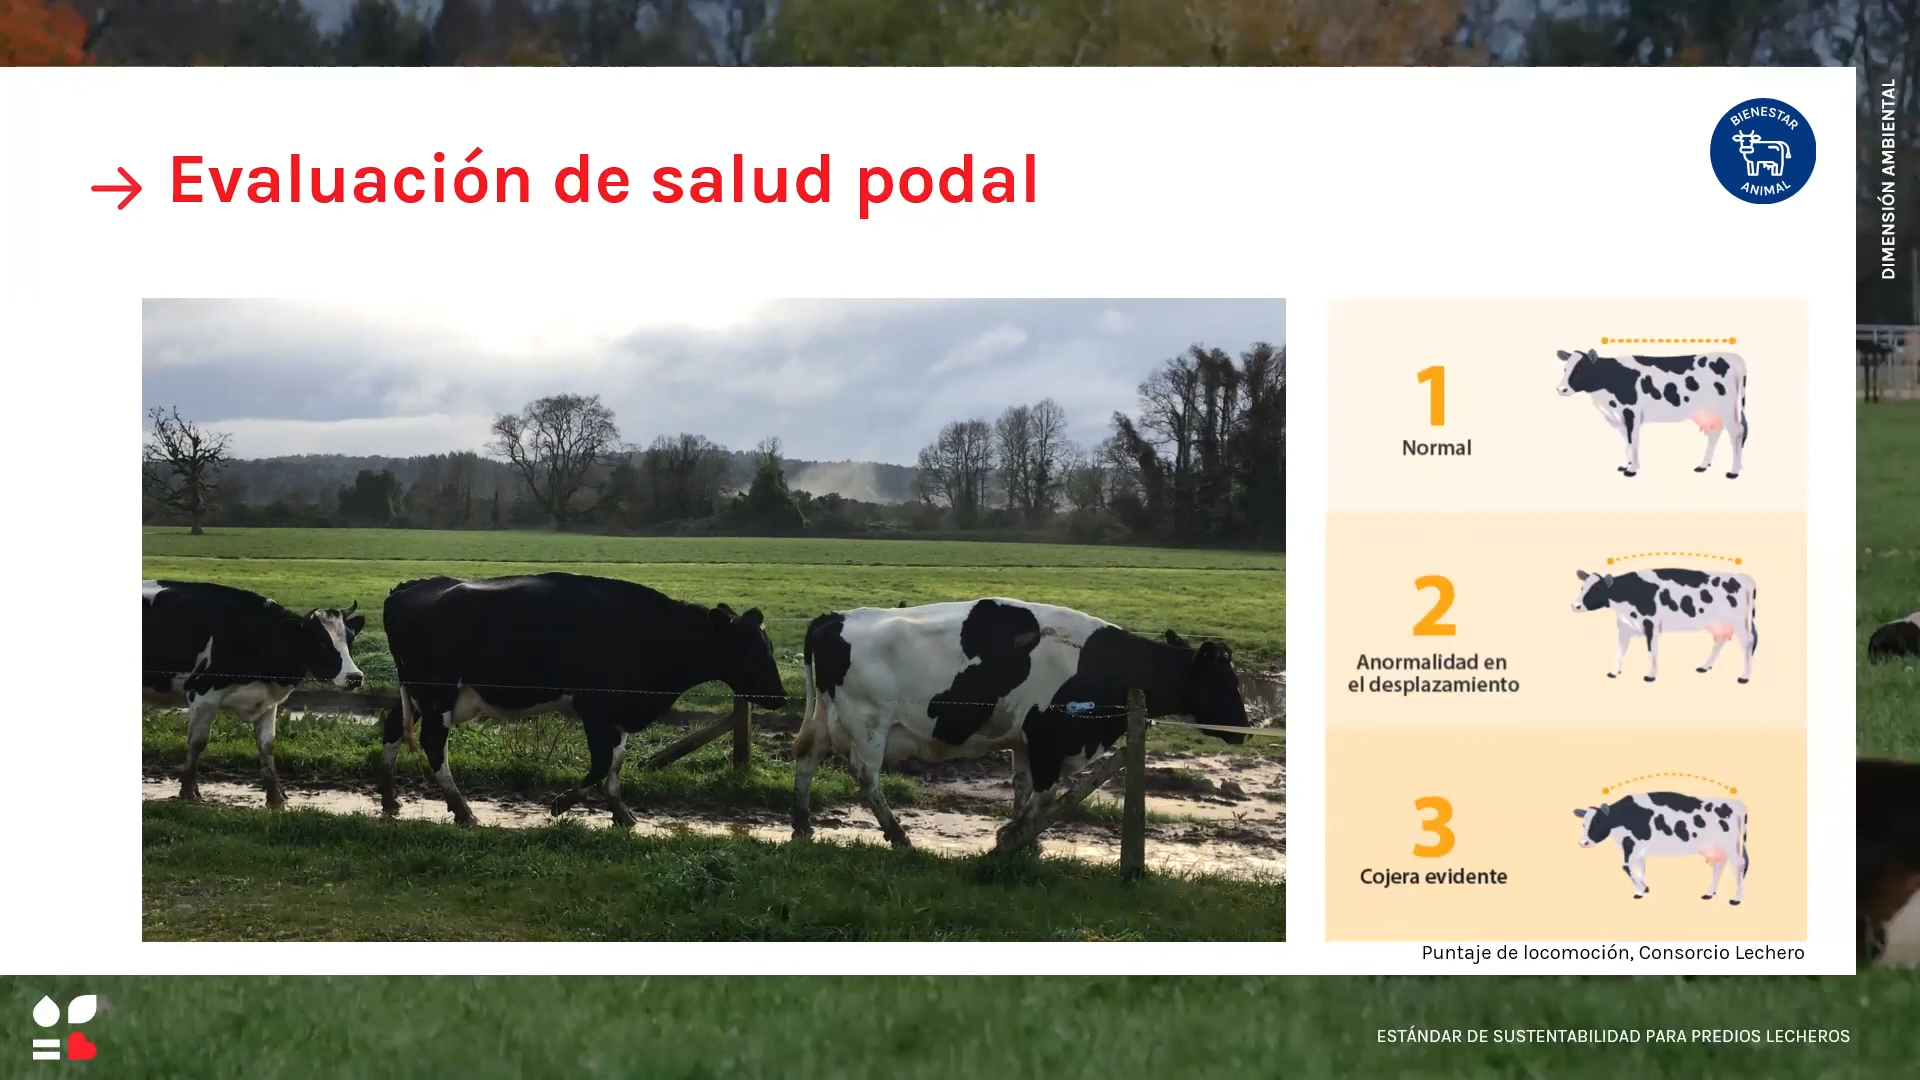 Evaluación de salud podal
BIENESTAR
ANIMAL
DIMENSIÓN AMBIENTAL
1
Normal
2
Anormalidad en
el desplazamiento
3
Cojera evidente
Puntaje de locomoción, Consorcio Lechero
ESTÁNDAR DE SUSTENTABILIDAD PARA PREDIOS LECHEROS